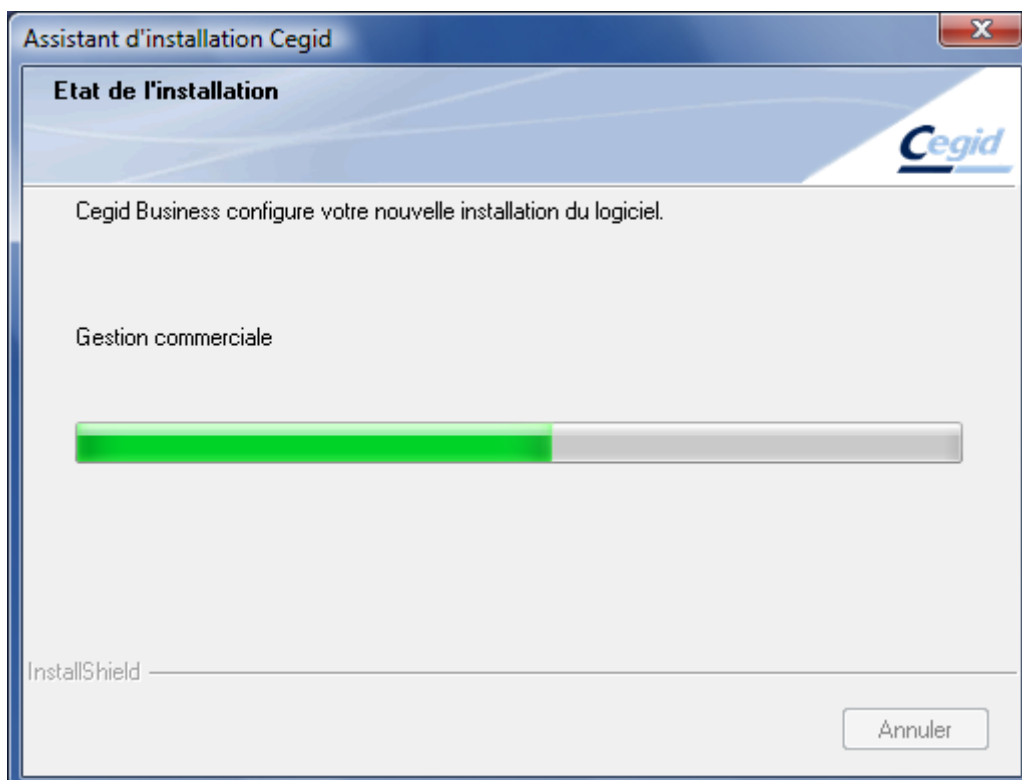 Assistant d'installation Cegid
Etat de l'installation
Cegid
Cegid Business configure votre nouvelle installation du logiciel.
Gestion commerciale
InstallShield
Annuler